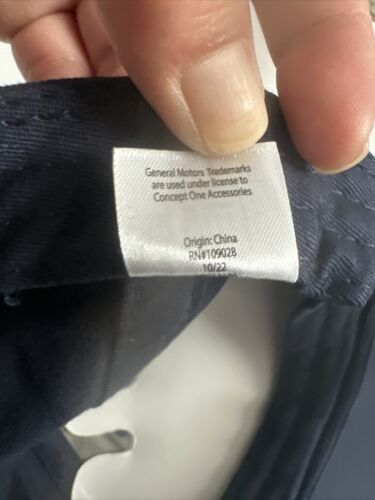 General Motors Trademarks
are used under license to
Concept One Accessories
Origin: China
RN#109028
10/22